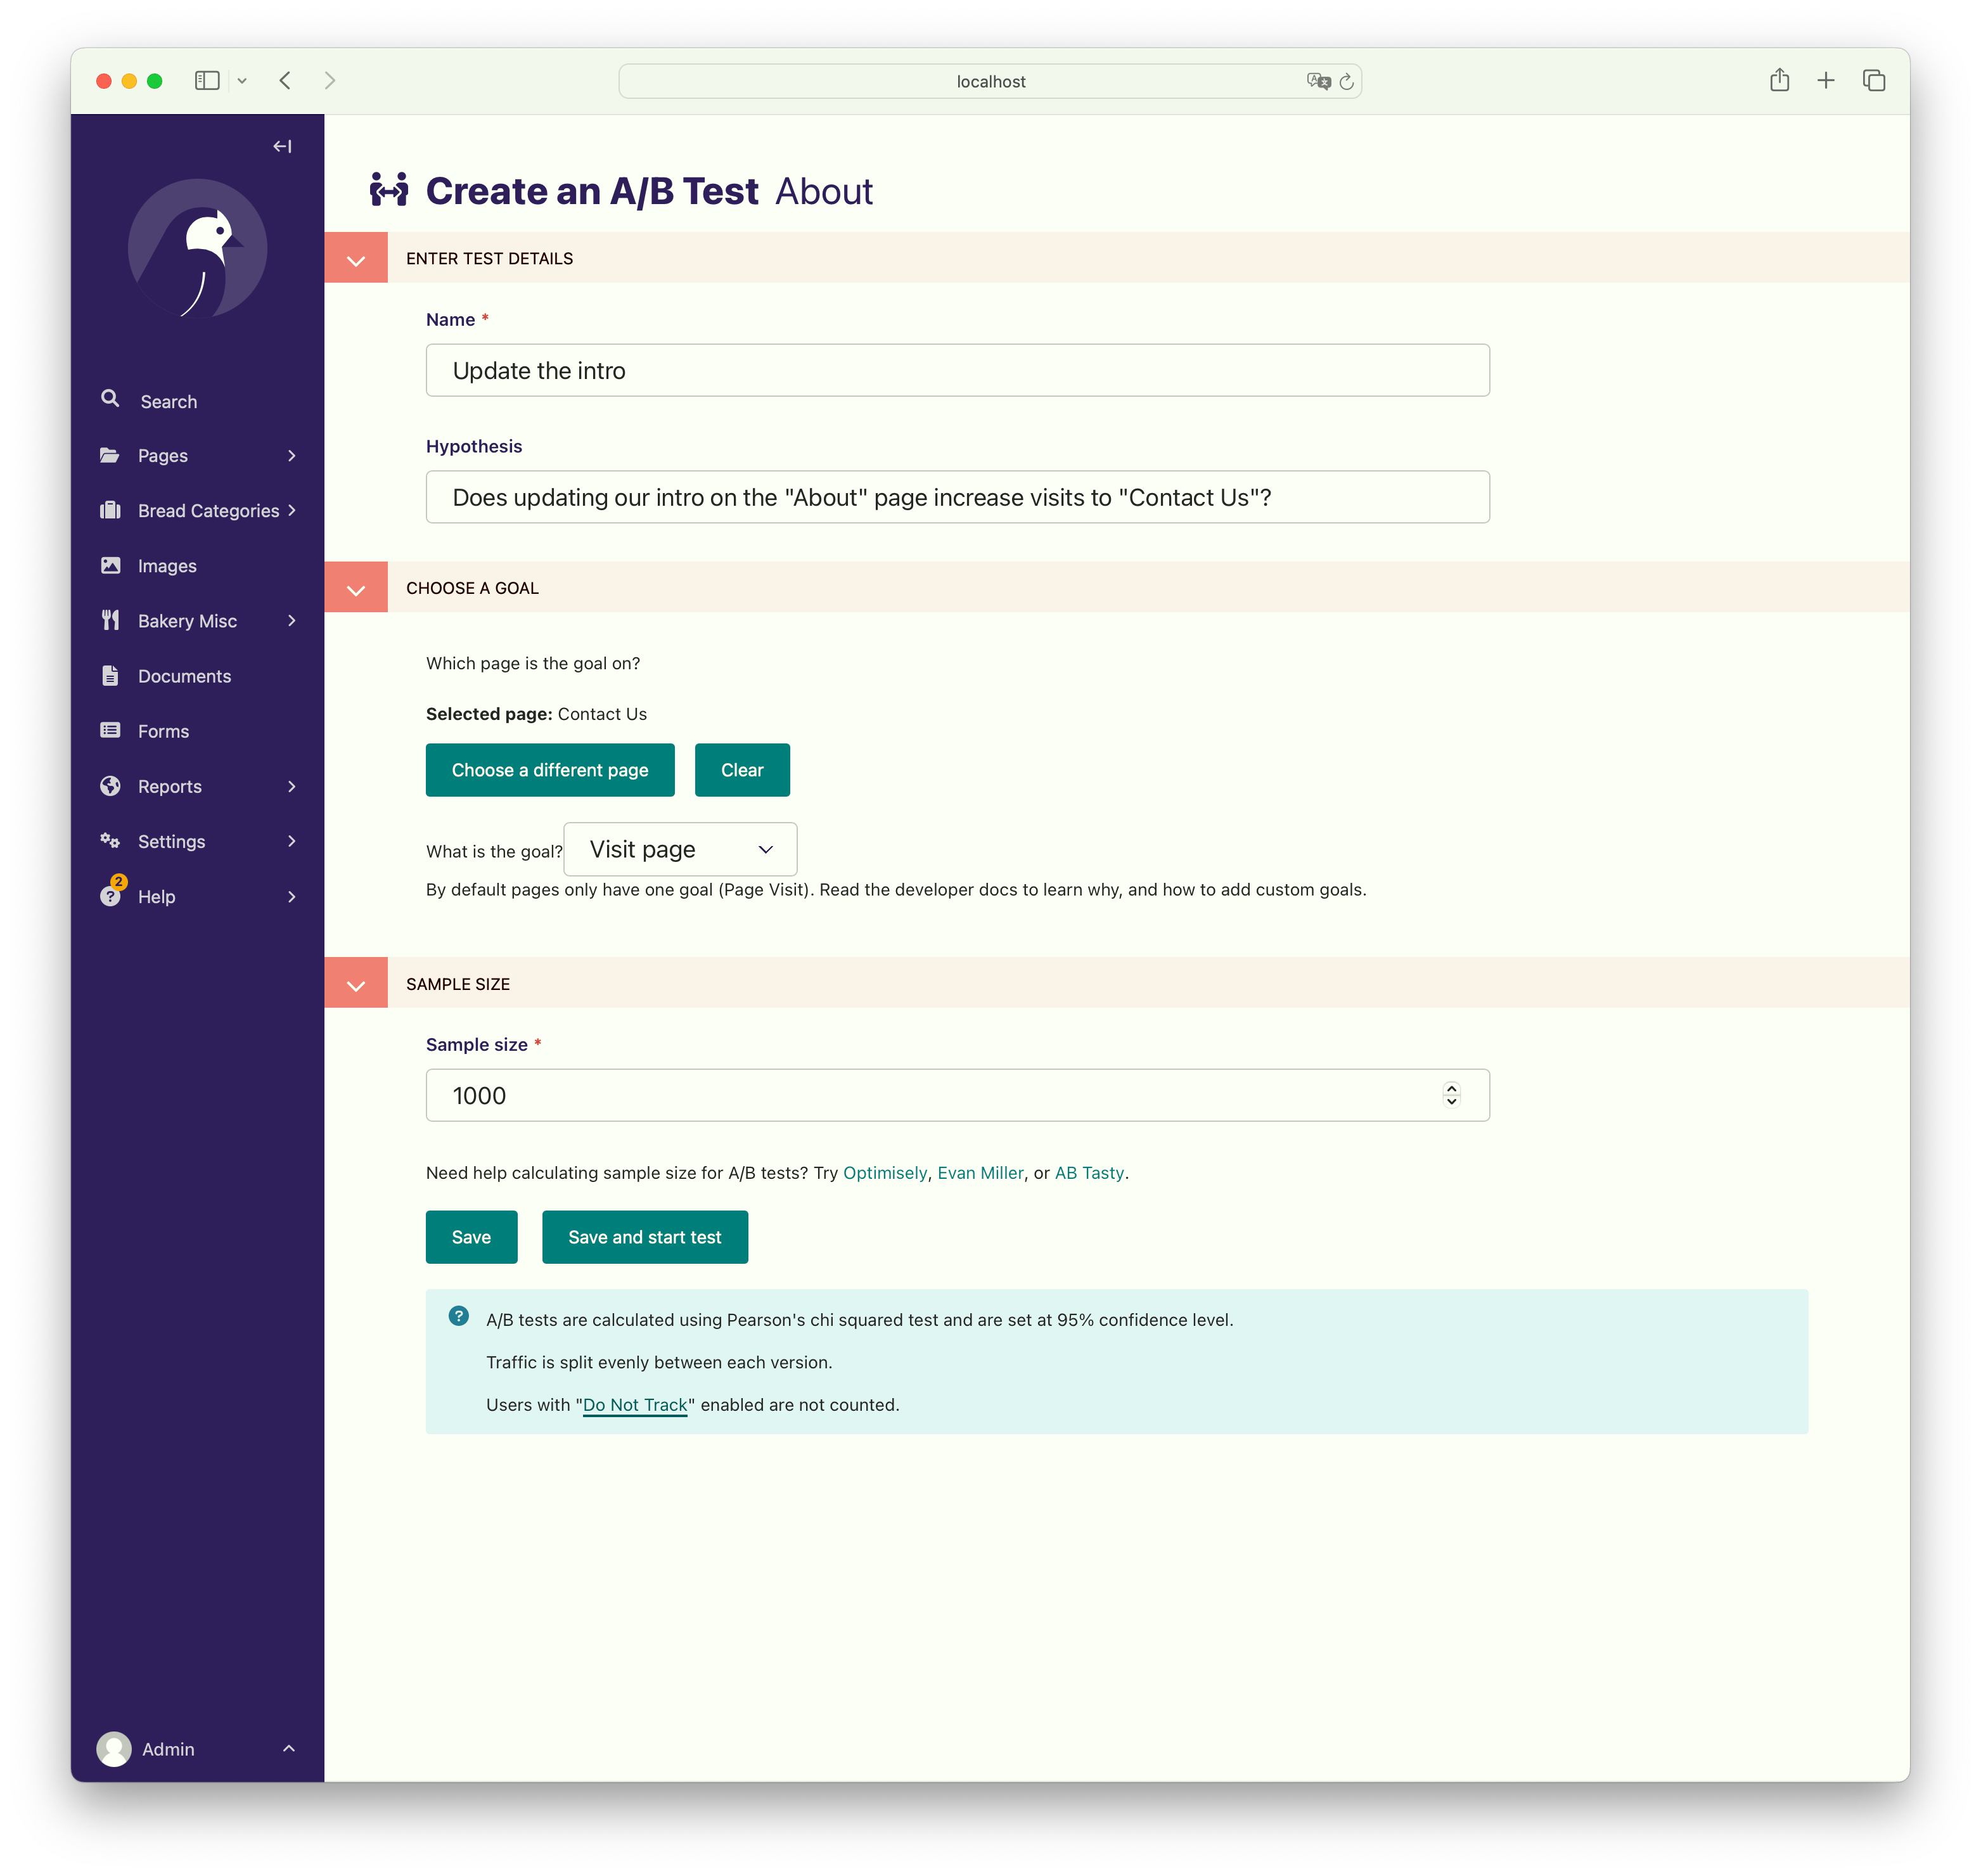 localhost
Create an A/B Test About
ENTER TEST DETAILS
Name *
Update the intro
Hypothesis
Does updating our intro on the "About" page increase visits to "Contact Us"?
CHOOSE A GOAL
Which page is the goal on?
Selected page: Contact Us
Choose a different page
Clear
What is the goal?
Visit page
By default pages only have one goal (Page Visit). Read the developer docs to learn why, and how to add custom goals.
SAMPLE SIZE
Sample size *
1000
Need help calculating sample size for A/B tests? Try Optimisely, Evan Miller, or AB Tasty.
Save
Save and start test
? A/B tests are calculated using Pearson's chi squared test and are set at 95% confidence level.
Traffic is split evenly between each version.
Users with "Do Not Track" enabled are not counted.
Search
Pages
Bread Categories
Images
Bakery Misc
Documents
Forms
Reports
Settings
2
? Help
Admin